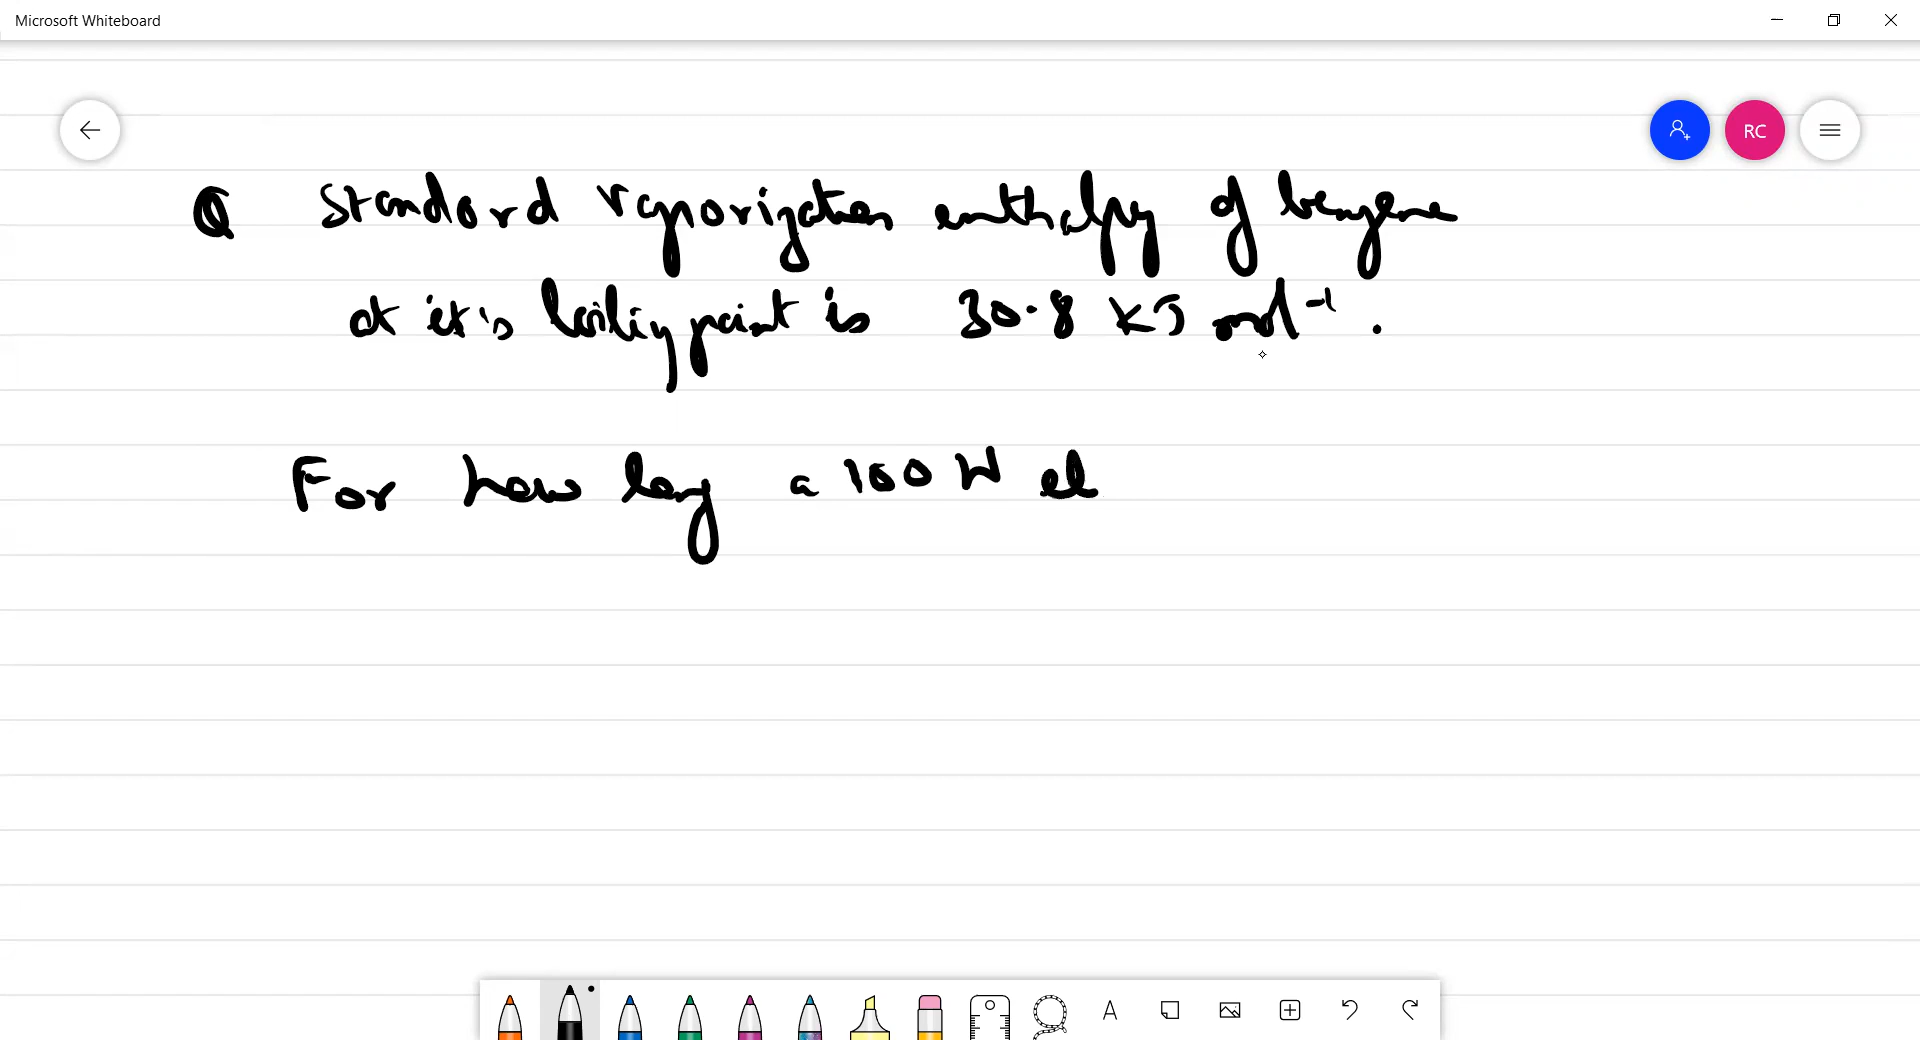 Microsoft Whiteboard
RC
Q standard vaporization enthalpy of benzene
at it's boiling point is 30.8 KJ mol⁻¹.
For how long a 100 W el
A